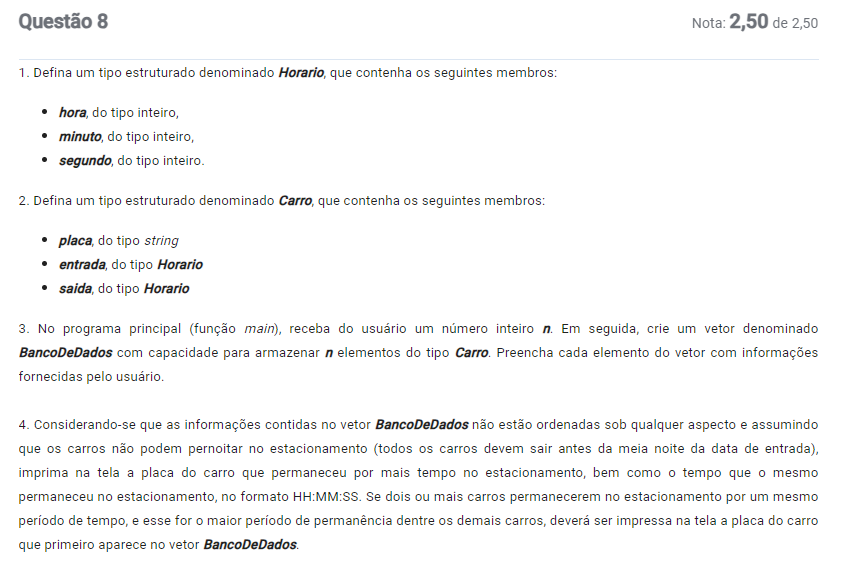 Questão 8
Nota: 2,50 de 2,50
1. Defina um tipo estruturado denominado Horario, que contenha os seguintes membros:
• hora, do tipo inteiro,
• minuto, do tipo inteiro,
• segundo, do tipo inteiro.
2. Defina um tipo estruturado denominado Carro, que contenha os seguintes membros:
• placa, do tipo string
• entrada, do tipo Horario
• saida, do tipo Horario
3. No programa principal (função main), receba do usuário um número inteiro n. Em seguida, crie um vetor denominado
BancoDeDados com capacidade para armazenar n elementos do tipo Carro. Preencha cada elemento do vetor com informações
fornecidas pelo usuário.
4. Considerando-se que as informações contidas no vetor BancoDeDados não estão ordenadas sob qualquer aspecto e assumindo
que os carros não podem pernoitar no estacionamento (todos os carros devem sair antes da meia noite da data de entrada),
imprima na tela a placa do carro que permaneceu por mais tempo no estacionamento, bem como o tempo que o mesmo
permaneceu no estacionamento, no formato HH:MM:SS. Se dois ou mais carros permanecerem no estacionamento por um mesmo
período de tempo, e esse for o maior período de permanência dentre os demais carros, deverá ser impressa na tela a placa do carro
que primeiro aparece no vetor BancoDeDados.